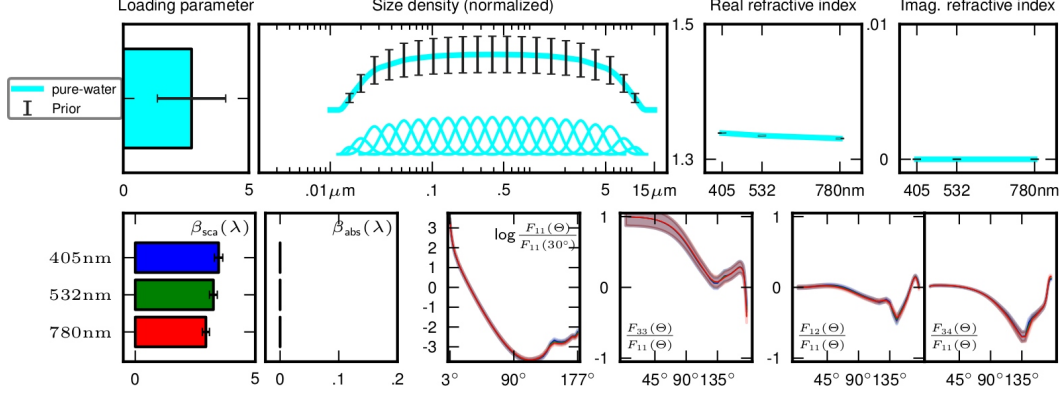 Loading parameter
Size density (normalized)
Real refractive index
Imag. refractive index
pure-water
Prior
0 5
.01μm .1 .5 5 15μm
1.5
1.3
405 532 780nm
.01
0
405 532 780nm
405nm
532nm
780nm
β_sca(λ)
0 5
β_abs(λ)
0 .1 .2
3
2
1
0
-1
-2
-3
log F₁₁(Θ)/F₁₁(30°)
3° 90° 177°
1
0
-1
F₃₃(Θ)/F₁₁(Θ)
45° 90°135°
1
0
-1
F₁₂(Θ)/F₁₁(Θ)
45° 90°135°
F₃₄(Θ)/F₁₁(Θ)
45° 90°135°